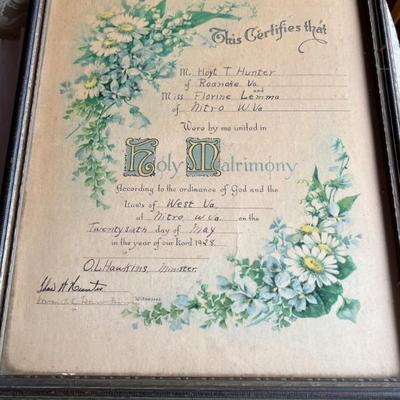 This Certifies that
Mr. Hoyt T Hunter
of Roanoke Va
and
Miss Florine Lemma
of Nitro W.Va
Were by me united in
Holy Matrimony
According to the ordinance of God and the
Laws of West Va
at Nitro W Va on the
Twenty sixth day of May
in the year of our Lord 1928
O.L Hawkins, Minister.
Witnesses